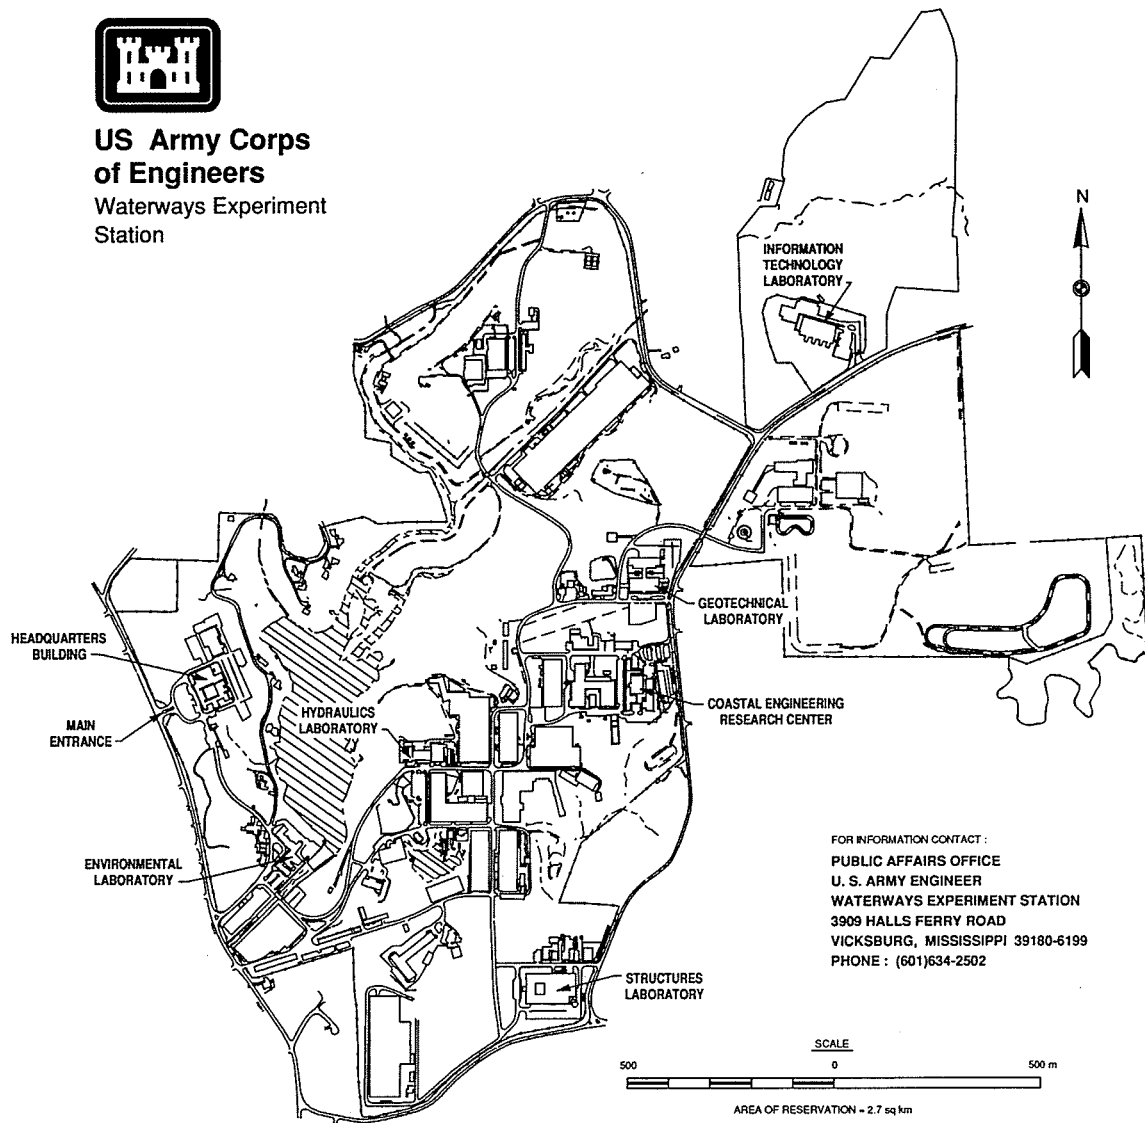 US Army Corps
of Engineers
Waterways Experiment
Station
N
INFORMATION
TECHNOLOGY
LABORATORY
GEOTECHNICAL
LABORATORY
HEADQUARTERS
BUILDING
COASTAL ENGINEERING
RESEARCH CENTER
HYDRAULICS
LABORATORY
MAIN
ENTRANCE
ENVIRONMENTAL
LABORATORY
FOR INFORMATION CONTACT :
PUBLIC AFFAIRS OFFICE
U. S. ARMY ENGINEER
WATERWAYS EXPERIMENT STATION
3909 HALLS FERRY ROAD
VICKSBURG, MISSISSIPPI 39180-6199
PHONE : (601)634-2502
STRUCTURES
LABORATORY
SCALE
500 0 500 m
AREA OF RESERVATION = 2.7 sq km